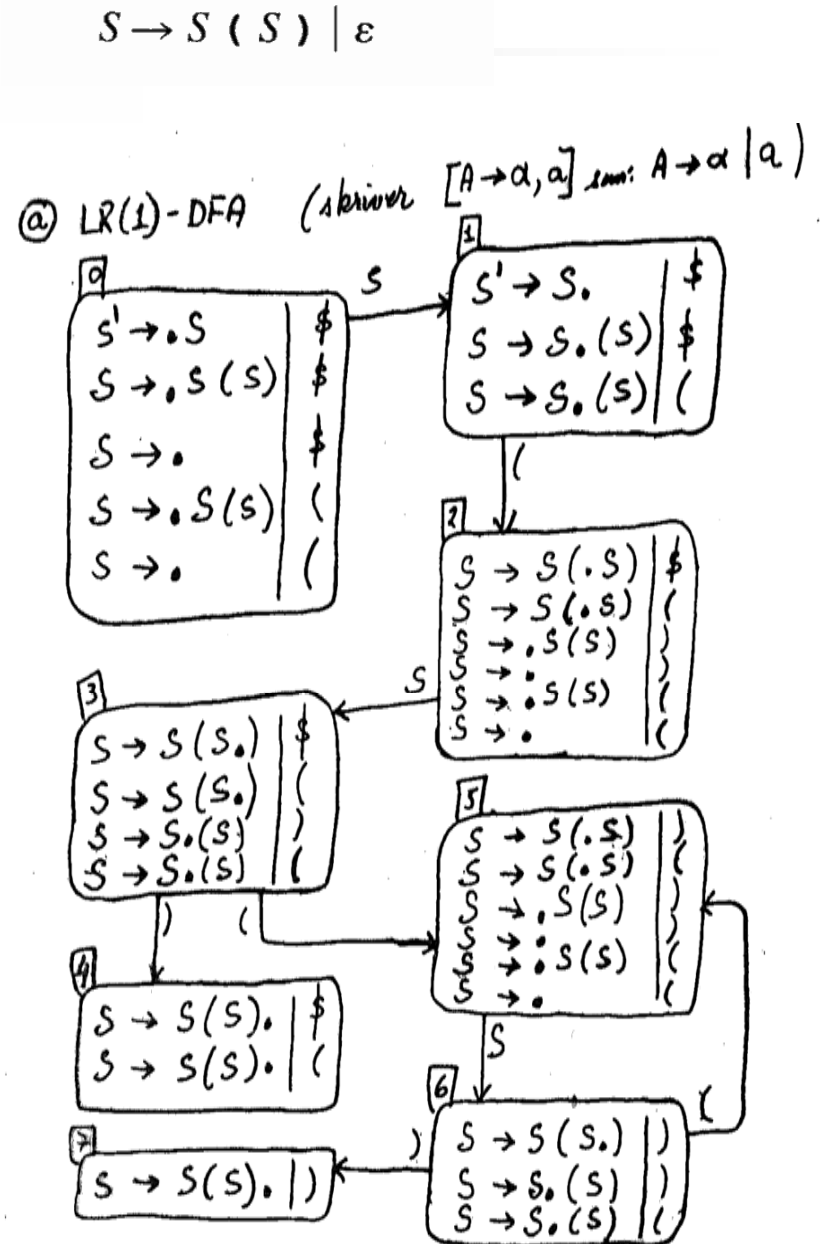 S → S ( S ) | ε
ⓐ LR(1)-DFA (skriver [A→α,a] som: A→α | a)
0
S' → .S | $
S → .S(S) | $
S → . | $
S → .S(S) | (
S → . | (
S
1
S' → S. | $
S → S.(S) | $
S → S.(S) | (
(
2
S → S(.S) | $
S → S(.S) | (
S → .S(S) | )
S → . | )
S → .S(S) | (
S → . | (
S
3
S → S(S.) | $
S → S(S.) | (
S → S.(S) | )
S → S.(S) | (
) (
4
S → S(S). | $
S → S(S). | (
5
S → S(.S) | )
S → S(.S) | (
S → .S(S) | )
S → . | )
S → .S(S) | (
S → . | (
S
6
S → S(S.) | )
S → S.(S) | )
S → S.(S) | (
(
)
7
S → S(S). | )